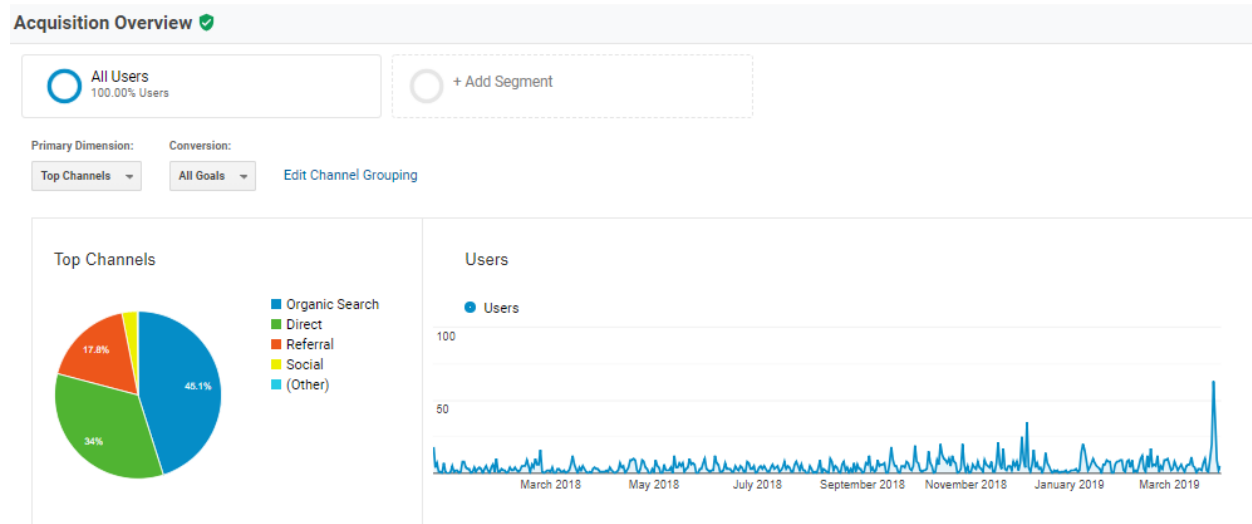 Acquisition Overview
All Users
100.00% Users
+ Add Segment
Primary Dimension:
Conversion:
Top Channels
All Goals
Edit Channel Grouping
Top Channels
Organic Search
Direct
Referral
Social
(Other)
17.8%
45.1%
34%
Users
Users
100
50
March 2018
May 2018
July 2018
September 2018
November 2018
January 2019
March 2019